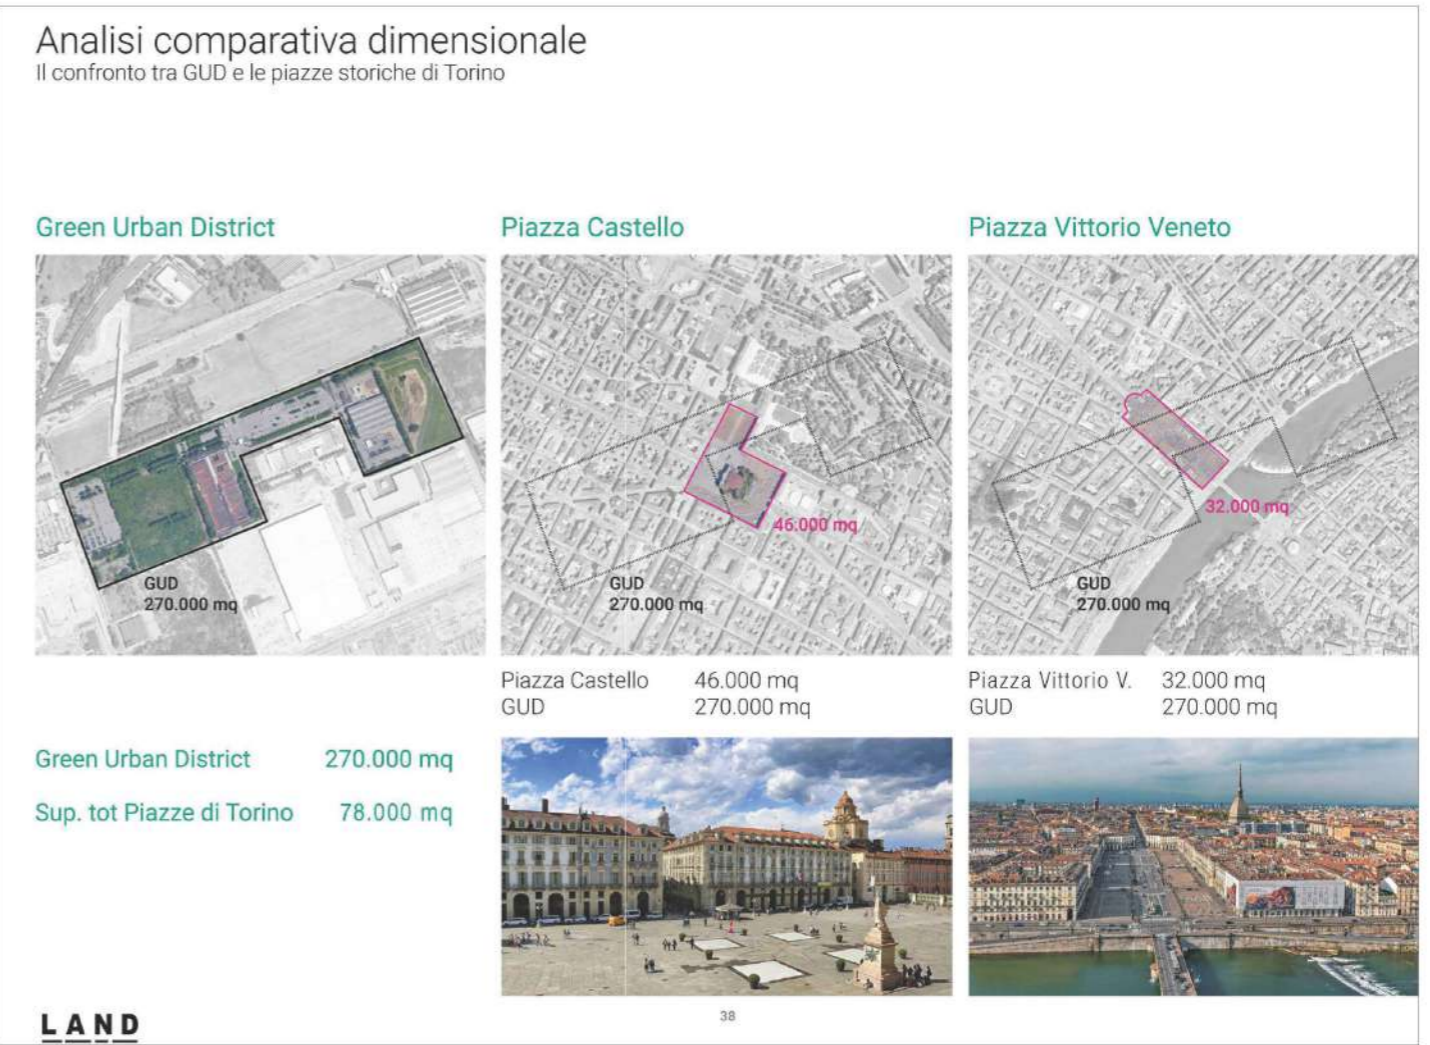 Analisi comparativa dimensionale
Il confronto tra GUD e le piazze storiche di Torino
Green Urban District
GUD
270.000 mq
Green Urban District 270.000 mq
Sup. tot Piazze di Torino 78.000 mq
Piazza Castello
46.000 mq
GUD
270.000 mq
Piazza Castello 46.000 mq
GUD 270.000 mq
Piazza Vittorio Veneto
32.000 mq
GUD
270.000 mq
Piazza Vittorio V. 32.000 mq
GUD 270.000 mq
LAND
38